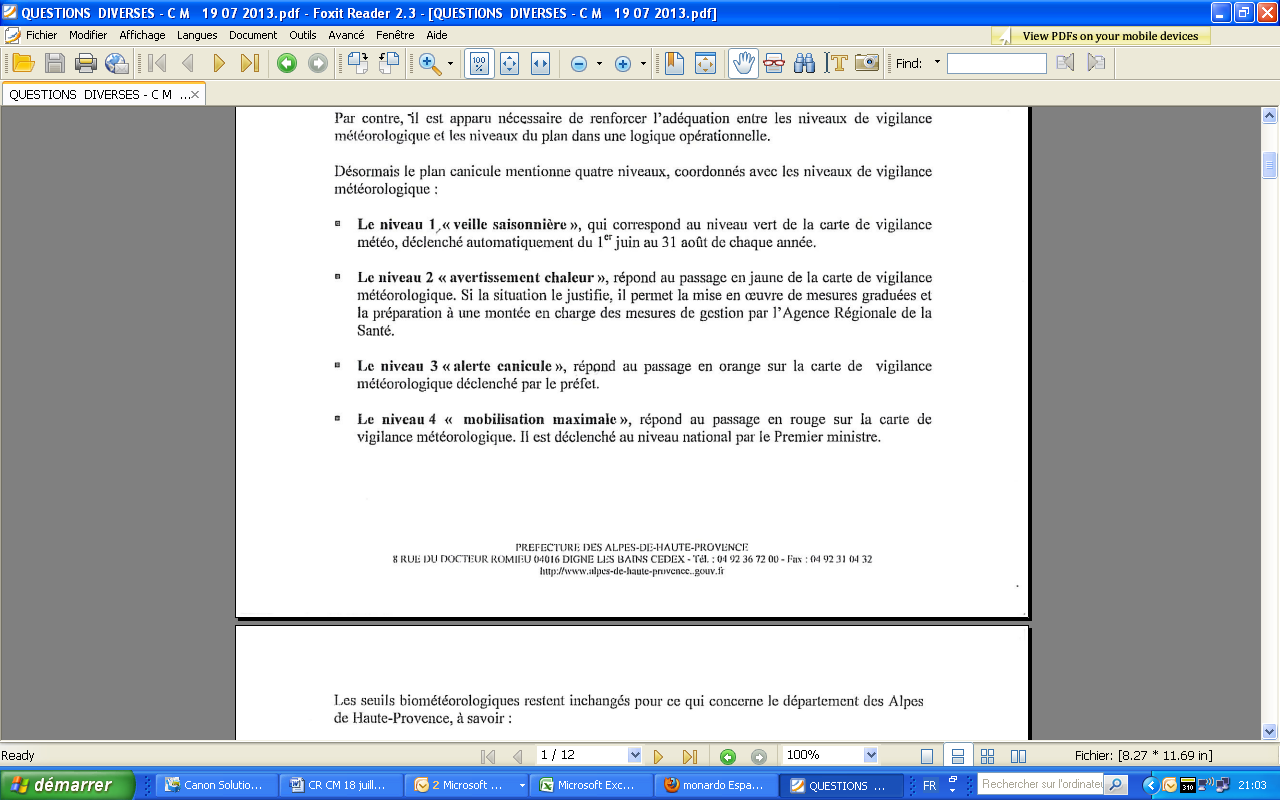 QUESTIONS DIVERSES - C M 19 07 2013.pdf - Foxit Reader 2.3 - [QUESTIONS DIVERSES - C M 19 07 2013.pdf]
Fichier Modifier Affichage Langues Document Outils Avancé Fenêtre Aide
View PDFs on your mobile devices
100 %
Find:
QUESTIONS DIVERSES - C M ...
Par contre, il est apparu nécessaire de renforcer l'adéquation entre les niveaux de vigilance
météorologique et les niveaux du plan dans une logique opérationnelle.
Désormais le plan canicule mentionne quatre niveaux, coordonnés avec les niveaux de vigilance
météorologique :
Le niveau 1 « veille saisonnière », qui correspond au niveau vert de la carte de vigilance
météo, déclenché automatiquement du 1er juin au 31 août de chaque année.
Le niveau 2 « avertissement chaleur », répond au passage en jaune de la carte de vigilance
météorologique. Si la situation le justifie, il permet la mise en œuvre de mesures graduées et
la préparation à une montée en charge des mesures de gestion par l'Agence Régionale de la
Santé.
Le niveau 3 « alerte canicule », répond au passage en orange sur la carte de vigilance
météorologique déclenché par le préfet.
Le niveau 4 « mobilisation maximale », répond au passage en rouge sur la carte de
vigilance météorologique. Il est déclenché au niveau national par le Premier ministre.
PREFECTURE DES ALPES-DE-HAUTE-PROVENCE
8 RUE DU DOCTEUR ROMIEU 04016 DIGNE LES BAINS CEDEX - Tél. : 04 92 36 72 00 - Fax : 04 92 31 04 32
http://www.alpes-de-haute-provence..gouv.fr
Les seuils biométéorologiques restent inchangés pour ce qui concerne le département des Alpes
de Haute-Provence, à savoir :
Ready
1 / 12
100%
Fichier: [8.27 * 11.69 in]
démarrer
Canon Solutio...
CR CM 18 juill...
2 Microsoft ...
Microsoft Exc...
monardo Espa...
QUESTIONS ...
FR
Rechercher sur l'ordinate
310
21:03